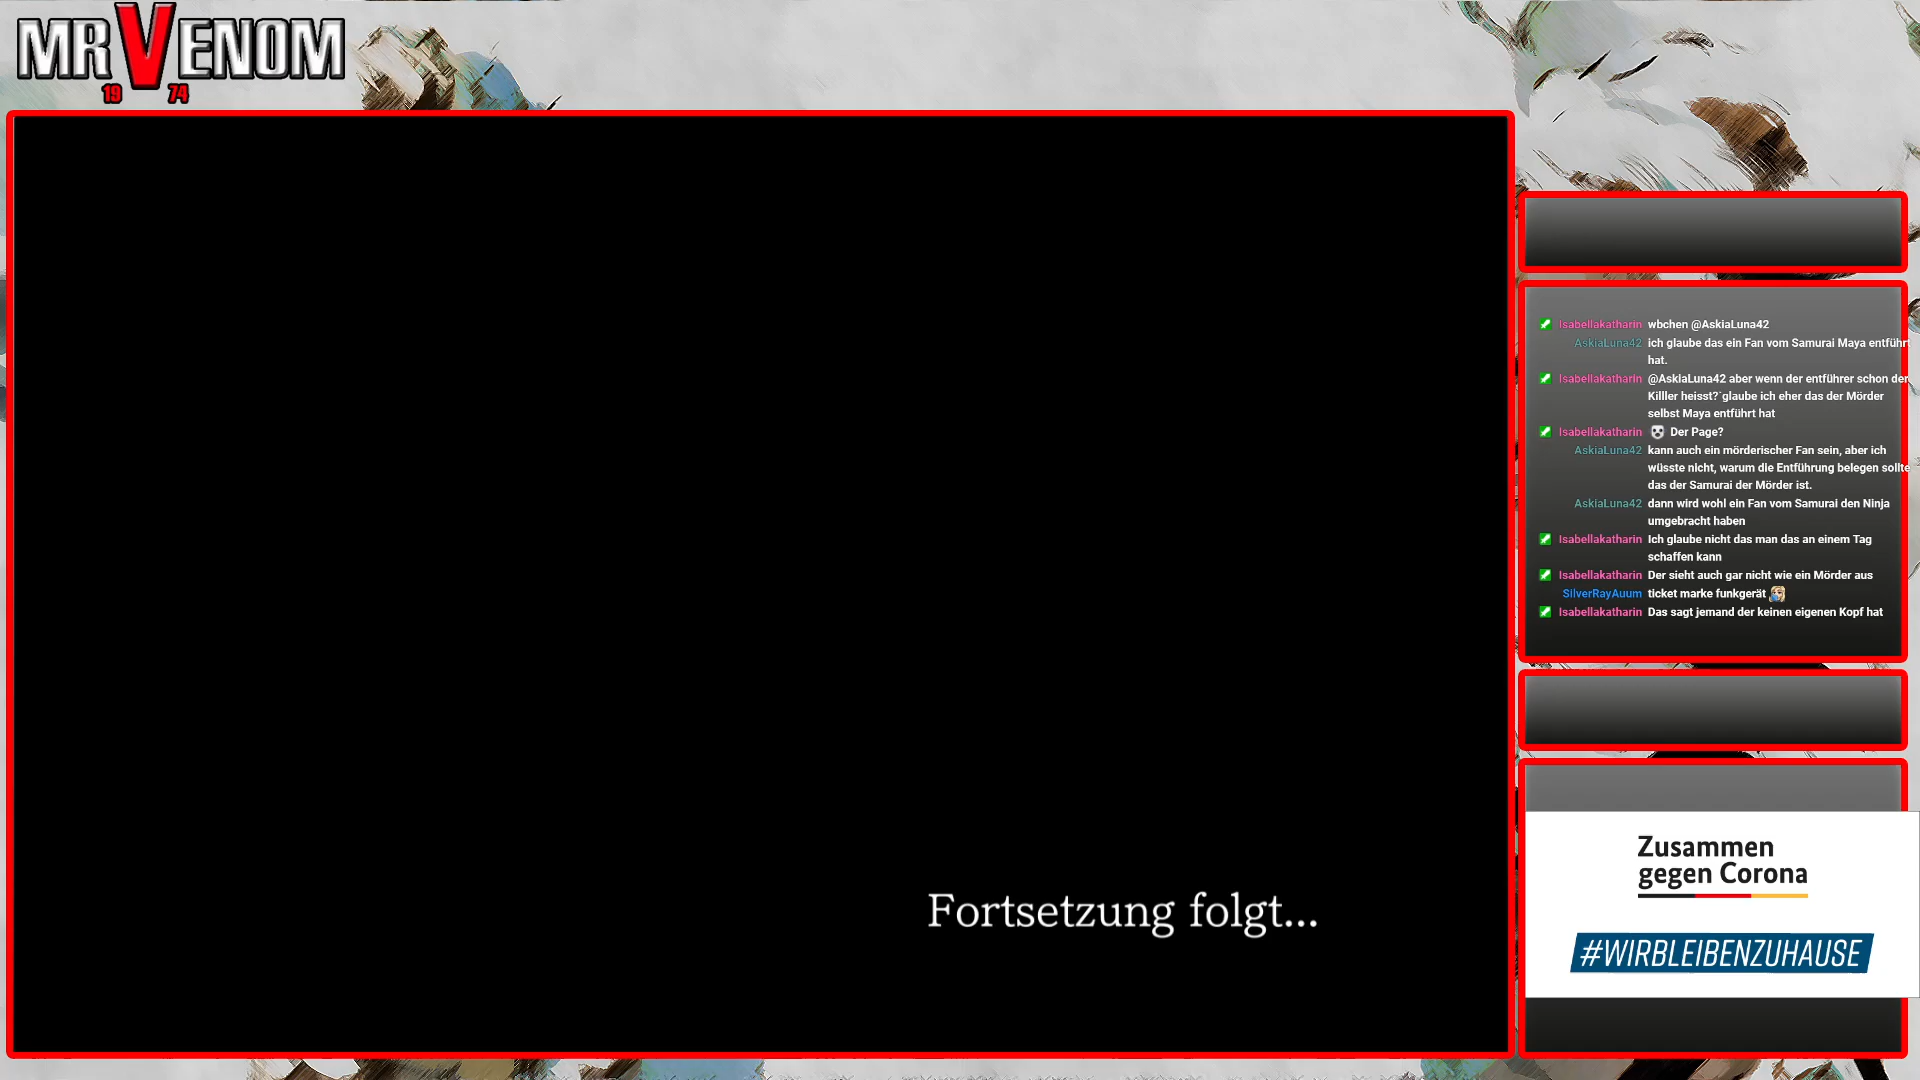 MRVENOM
19 74
Isabellakatharin wbchen @AskiaLuna42
AskiaLuna42 ich glaube das ein Fan vom Samurai Maya entführt
hat.
Isabellakatharin @AskiaLuna42 aber wenn der entführer schon der
Killler heisst?`glaube ich eher das der Mörder
selbst Maya entführt hat
Isabellakatharin Der Page?
AskiaLuna42 kann auch ein mörderischer Fan sein, aber ich
wüsste nicht, warum die Entführung belegen sollte
das der Samurai der Mörder ist.
AskiaLuna42 dann wird wohl ein Fan vom Samurai den Ninja
umgebracht haben
Isabellakatharin Ich glaube nicht das man das an einem Tag
schaffen kann
Isabellakatharin Der sieht auch gar nicht wie ein Mörder aus
SilverRayAuum ticket marke funkgerät
Isabellakatharin Das sagt jemand der keinen eigenen Kopf hat
Fortsetzung folgt...
Zusammen
gegen Corona
#WIRBLEIBENZUHAUSE